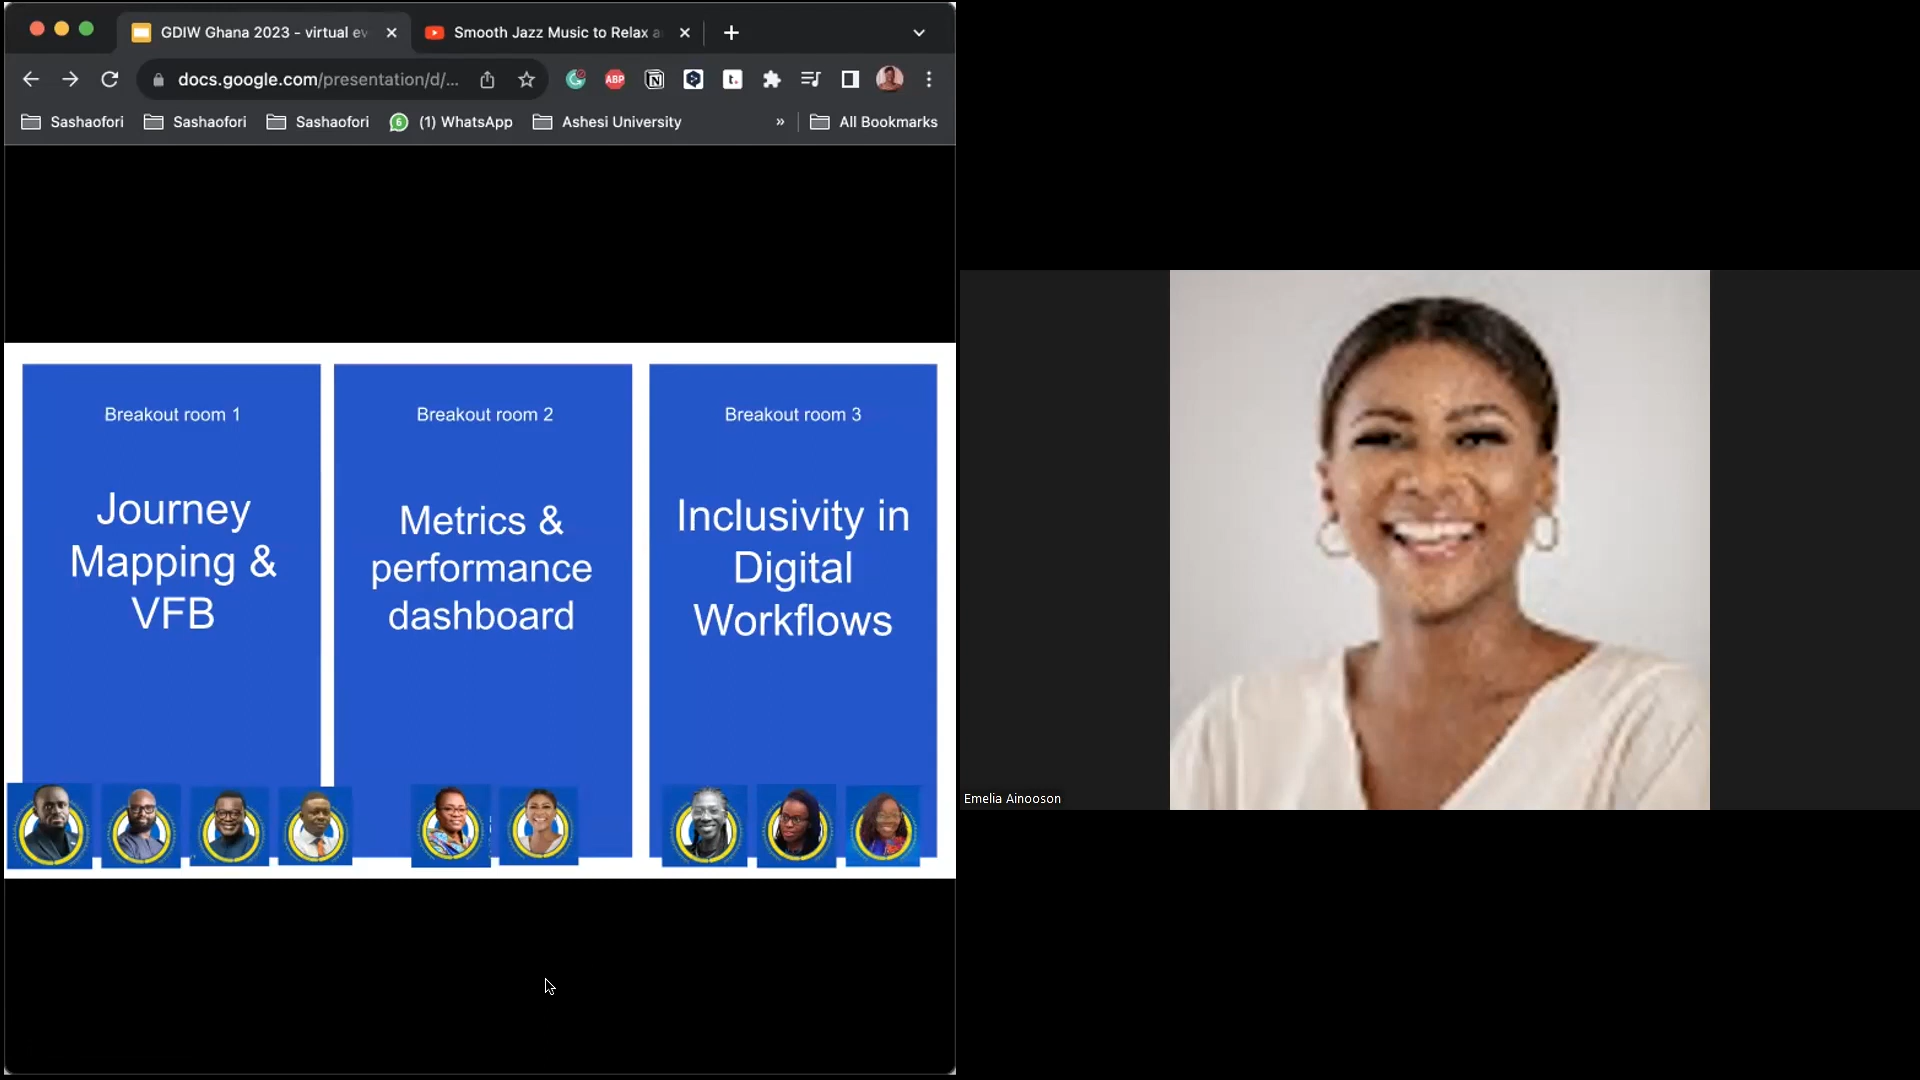 GDIW Ghana 2023 - virtual ev
Smooth Jazz Music to Relax a
docs.google.com/presentation/d/...
ABP
t.
Sashaofori
Sashaofori
Sashaofori
6
(1) WhatsApp
Ashesi University
»
All Bookmarks
Breakout room 1
Journey
Mapping &
VFB
Breakout room 2
Metrics &
performance
dashboard
Breakout room 3
Inclusivity in
Digital
Workflows
Emelia Ainooson